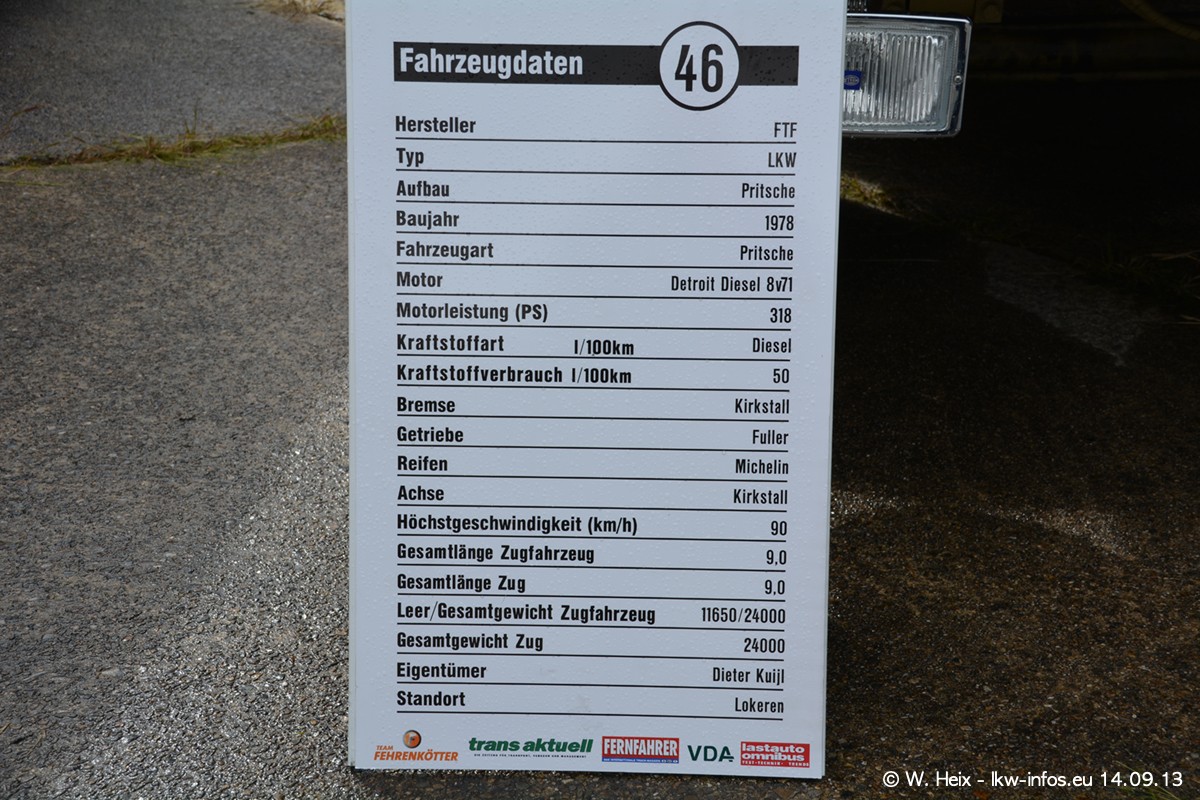 Fahrzeugdaten 46
Hersteller FTF
Typ LKW
Aufbau Pritsche
Baujahr 1978
Fahrzeugart Pritsche
Motor Detroit Diesel 8v71
Motorleistung (PS) 318
Kraftstoffart l/100km Diesel
Kraftstoffverbrauch l/100km 50
Bremse Kirkstall
Getriebe Fuller
Reifen Michelin
Achse Kirkstall
Höchstgeschwindigkeit (km/h) 90
Gesamtlänge Zugfahrzeug 9,0
Gesamtlänge Zug 9,0
Leer/Gesamtgewicht Zugfahrzeug 11650/24000
Gesamtgewicht Zug 24000
Eigentümer Dieter Kuijl
Standort Lokeren
TEAM FEHRENKÖTTER trans aktuell FERNFAHRER VDA lastauto omnibus
© W. Heix - lkw-infos.eu 14.09.13